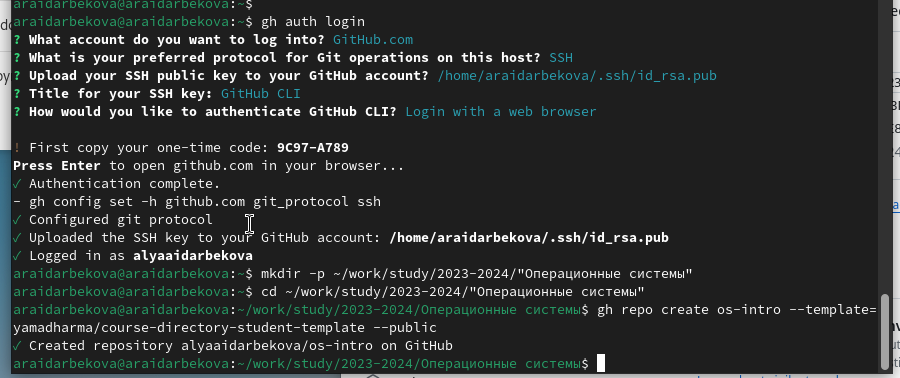 araidarbekova@araidarbekova:~$
araidarbekova@araidarbekova:~$ gh auth login
? What account do you want to log into? GitHub.com
? What is your preferred protocol for Git operations on this host? SSH
? Upload your SSH public key to your GitHub account? /home/araidarbekova/.ssh/id_rsa.pub
? Title for your SSH key: GitHub CLI
? How would you like to authenticate GitHub CLI? Login with a web browser
! First copy your one-time code: 9C97-A789
Press Enter to open github.com in your browser...
✓ Authentication complete.
- gh config set -h github.com git_protocol ssh
✓ Configured git protocol
✓ Uploaded the SSH key to your GitHub account: /home/araidarbekova/.ssh/id_rsa.pub
✓ Logged in as alyaaidarbekova
araidarbekova@araidarbekova:~$ mkdir -p ~/work/study/2023-2024/"Операционные системы"
araidarbekova@araidarbekova:~$ cd ~/work/study/2023-2024/"Операционные системы"
araidarbekova@araidarbekova:~/work/study/2023-2024/Операционные системы$ gh repo create os-intro --template=
yamadharma/course-directory-student-template --public
✓ Created repository alyaaidarbekova/os-intro on GitHub
araidarbekova@araidarbekova:~/work/study/2023-2024/Операционные системы$